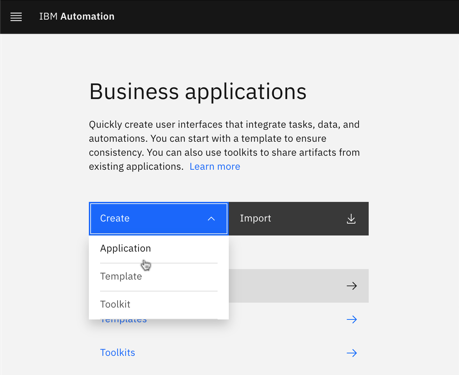 IBM Automation
Business applications
Quickly create user interfaces that integrate tasks, data, and
automations. You can start with a template to ensure
consistency. You can also use toolkits to share artifacts from
existing applications. Learn more
Create
Import
Application
Template
Toolkit
Templates
Toolkits